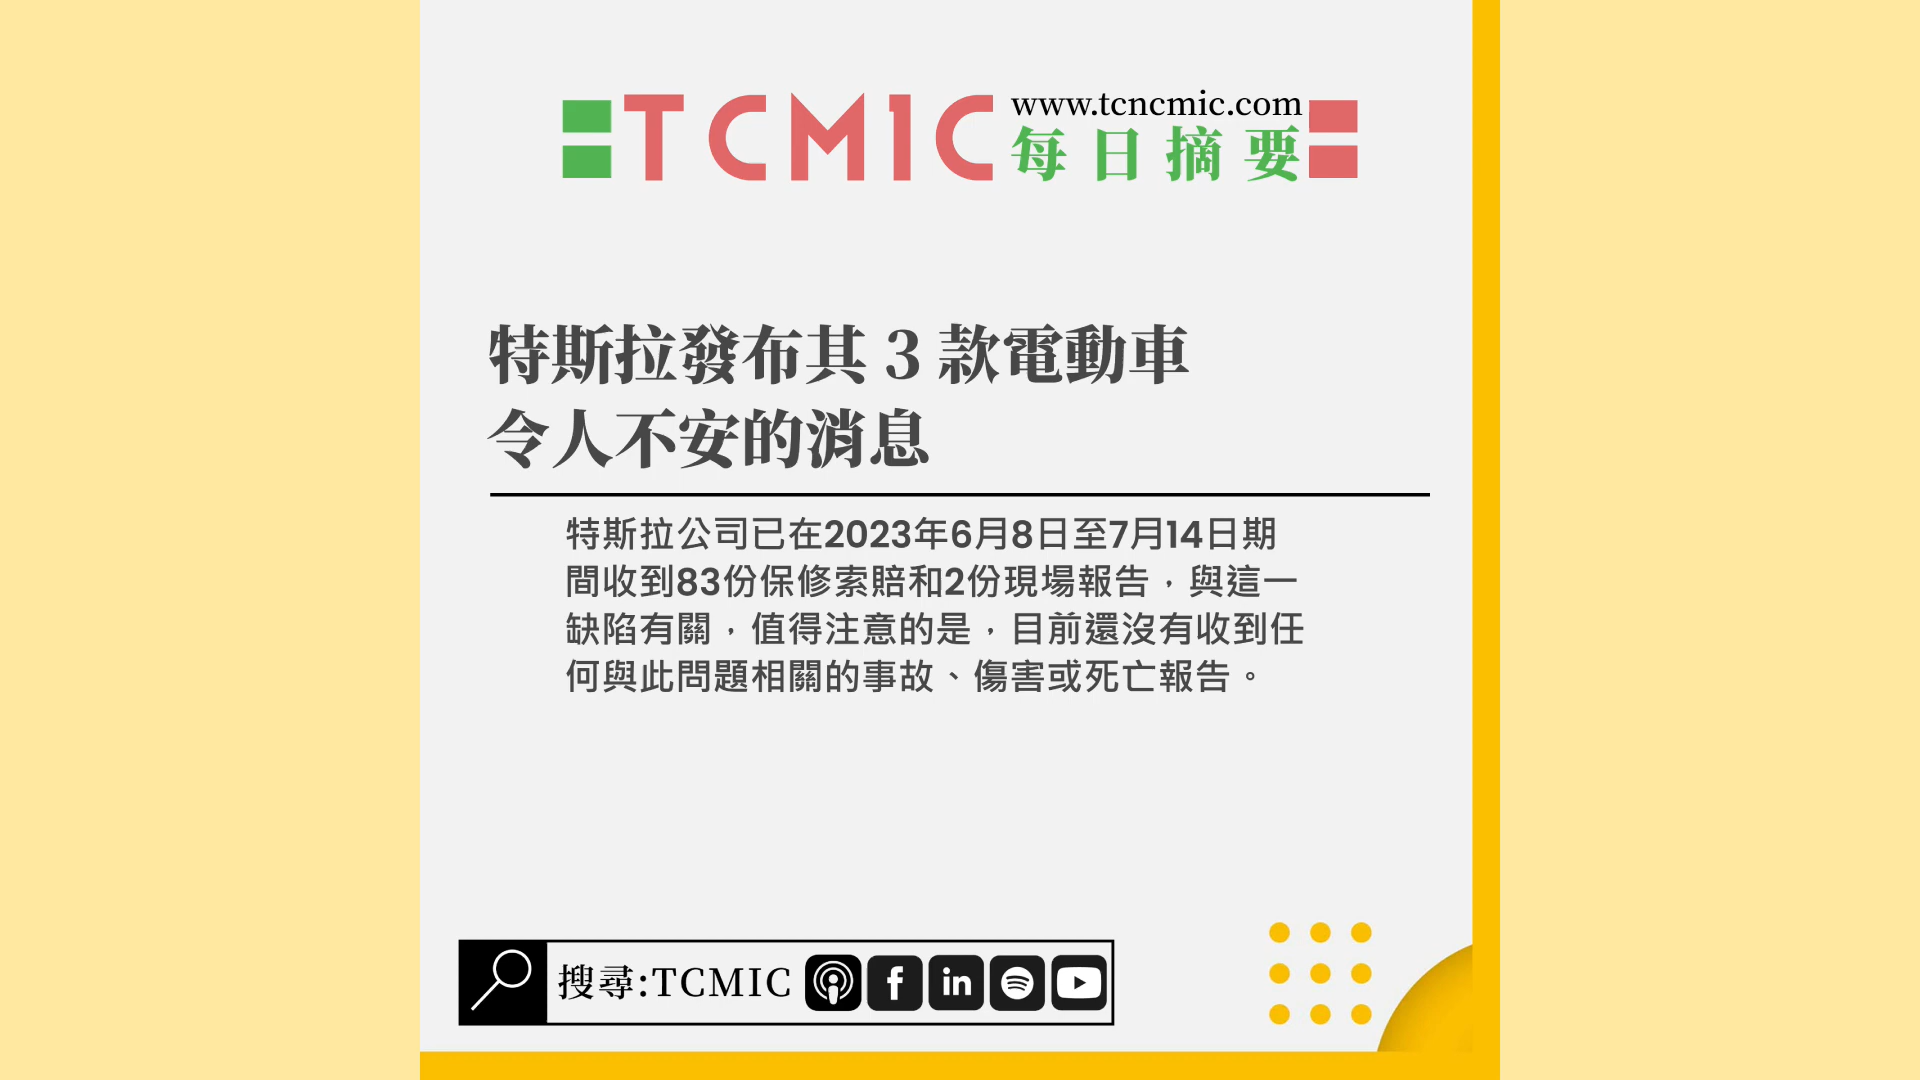 TCMIC
www.tcncmic.com
每日摘要
特斯拉發布其 3 款電動車
令人不安的消息
特斯拉公司已在2023年6月8日至7月14日期
間收到83份保修索賠和2份現場報告，與這一
缺陷有關，值得注意的是，目前還沒有收到任
何與此問題相關的事故、傷害或死亡報告。
搜尋:TCMIC